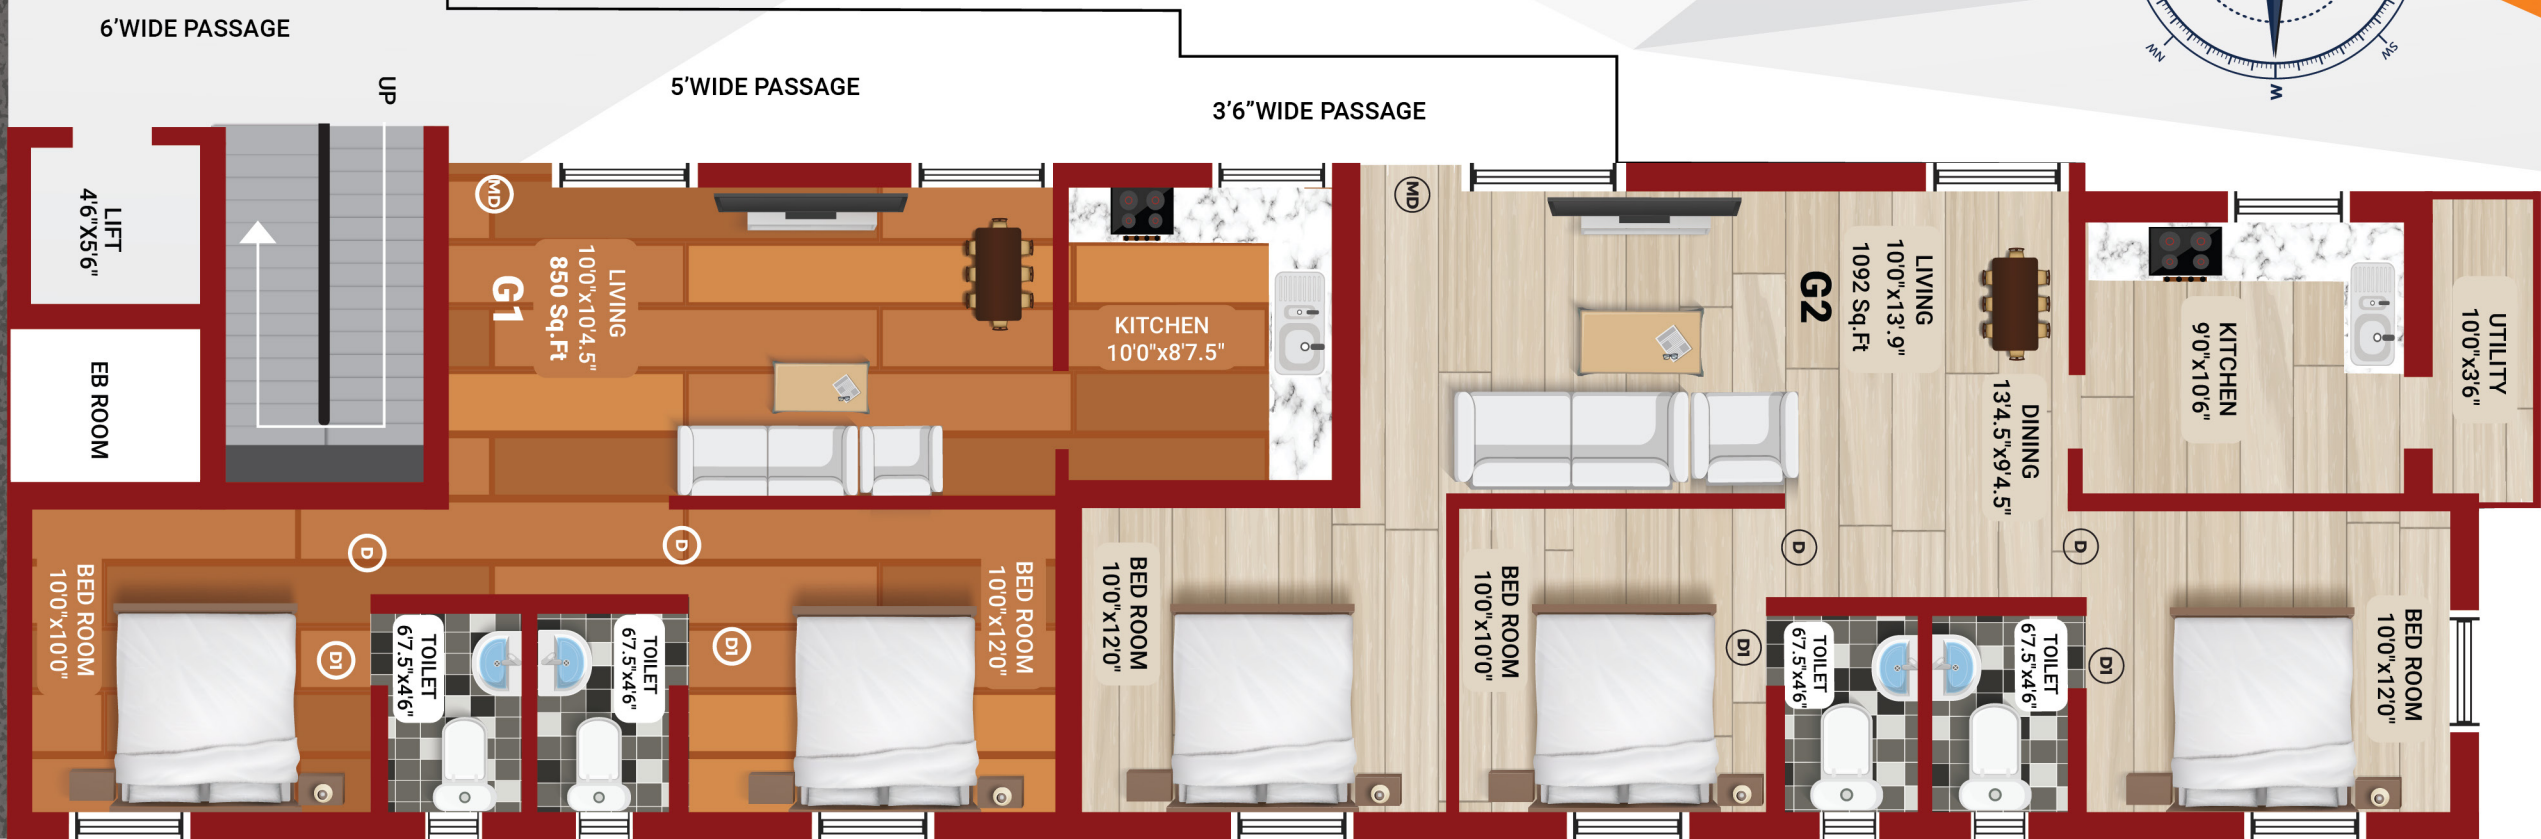 6’WIDE PASSAGE
UP
5’WIDE PASSAGE
3’6”WIDE PASSAGE
NW
W
SW
LIFT
4'6"X5'6"
EB ROOM
MD
G1
LIVING
10'0"x10'4.5"
850 Sq.Ft
KITCHEN
10'0"x8'7.5"
MD
LIVING
10'0"x13'.9"
1092 Sq.Ft
G2
DINING
13'4.5"x9'4.5"
KITCHEN
9'0"x10'6"
UTILITY
10'0"x3'6"
BED ROOM
10'0"x10'0"
D
D1
TOILET
6'7.5"x4'6"
TOILET
6'7.5"x4'6"
D
D1
BED ROOM
10'0"x12'0"
BED ROOM
10'0"x12'0"
BED ROOM
10'0"x10'0"
D
D1
TOILET
6'7.5"x4'6"
TOILET
6'7.5"x4'6"
D
D1
BED ROOM
10'0"x12'0"